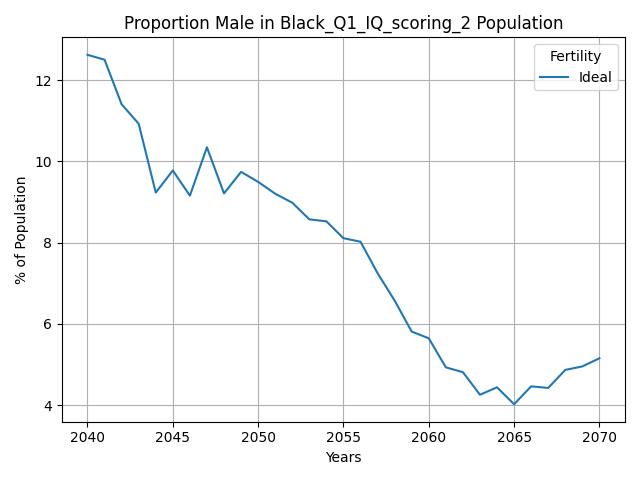 Proportion Male in Black_Q1_IQ_scoring_2 Population
Fertility
Ideal
% of Population
12
10
8
6
4
2040 2045 2050 2055 2060 2065 2070
Years